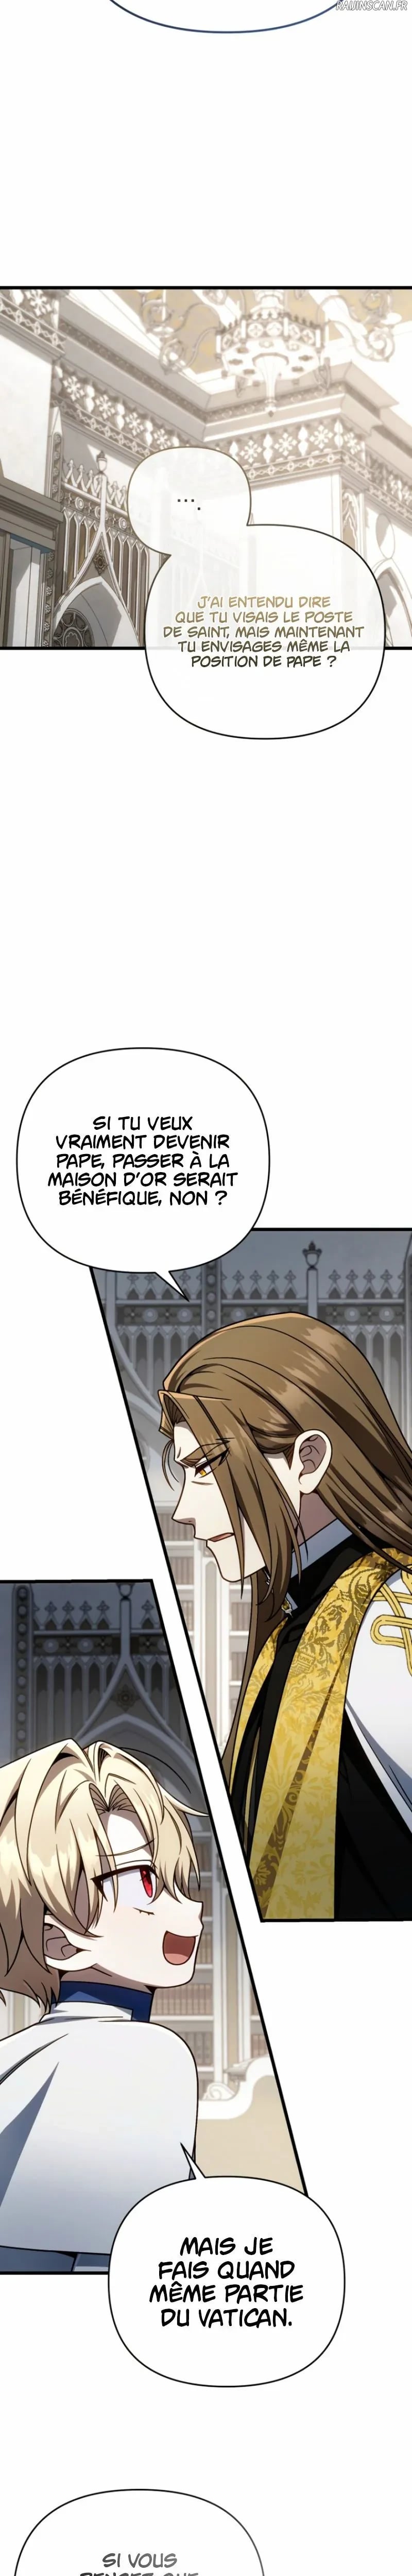 RAIJINSCAN.FR
...
J'AI ENTENDU DIRE
QUE TU VISAIS LE POSTE
DE SAINT, MAIS MAINTENANT
TU ENVISAGES MÊME LA
POSITION DE PAPE ?
SI TU VEUX
VRAIMENT DEVENIR
PAPE, PASSER À LA
MAISON D'OR SERAIT
BÉNÉFIQUE, NON ?
MAIS JE
FAIS QUAND
MÊME PARTIE
DU VATICAN.
SI VOUS
PENSEZ QUE